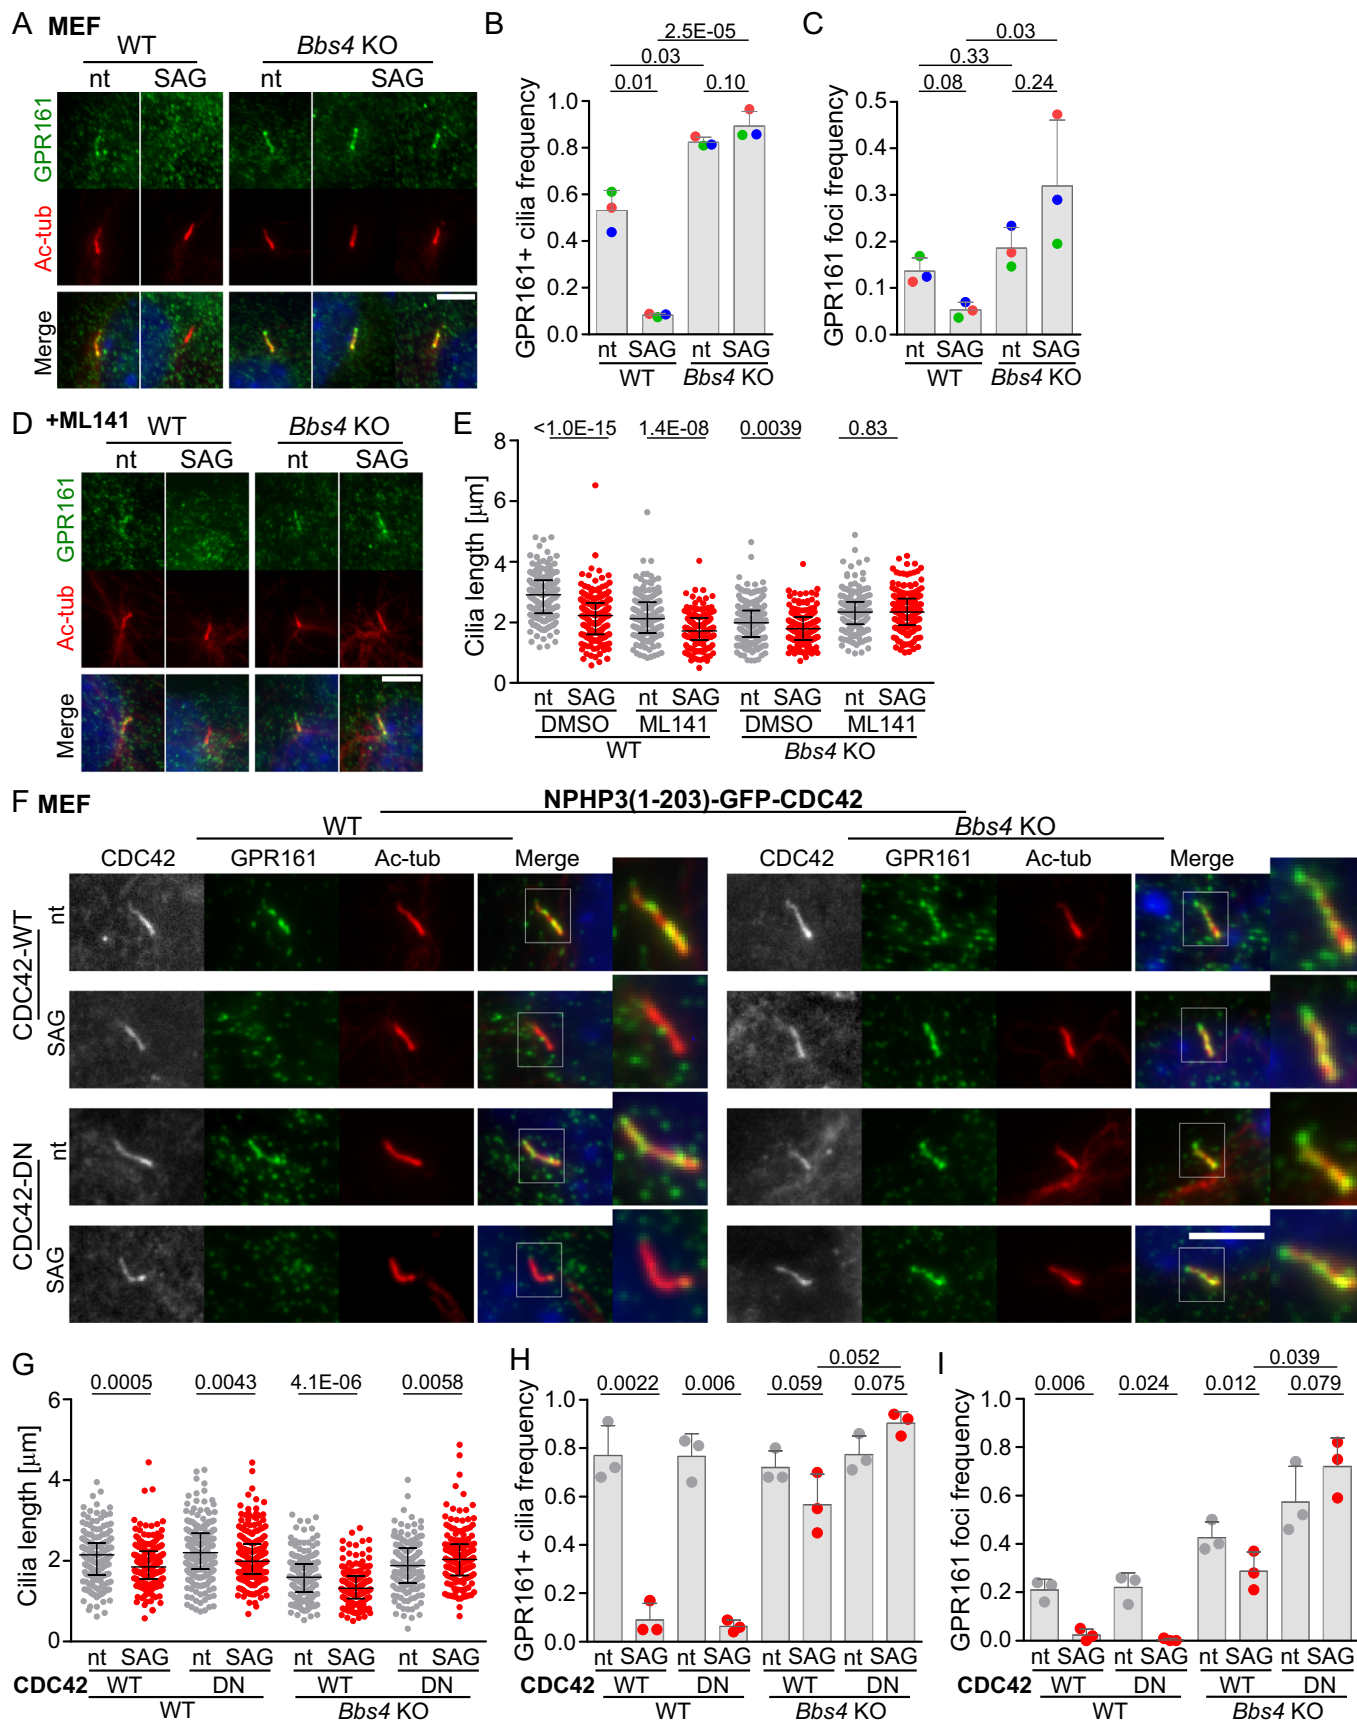 A MEF
WT Bbs4 KO
nt SAG nt SAG
GPR161
Ac-tub
Merge
B
2.5E-05
0.03
0.01 0.10
GPR161+ cilia frequency
1.0
0.8
0.6
0.4
0.2
0.0
nt SAG nt SAG
WT Bbs4 KO
C
0.03
0.33
0.08 0.24
GPR161 foci frequency
0.5
0.4
0.3
0.2
0.1
0.0
nt SAG nt SAG
WT Bbs4 KO
D +ML141
WT Bbs4 KO
nt SAG nt SAG
GPR161
Ac-tub
Merge
E
<1.0E-15 1.4E-08 0.0039 0.83
Cilia length [μm]
8
6
4
2
0
nt SAG nt SAG nt SAG nt SAG
DMSO ML141 DMSO ML141
WT Bbs4 KO
F MEF
NPHP3(1-203)-GFP-CDC42
WT Bbs4 KO
CDC42 GPR161 Ac-tub Merge CDC42 GPR161 Ac-tub Merge
CDC42-WT
nt
SAG
CDC42-DN
nt
SAG
G
0.0005 0.0043 4.1E-06 0.0058
Cilia length [μm]
6
4
2
0
nt SAG nt SAG nt SAG nt SAG
CDC42 WT DN WT DN
WT Bbs4 KO
H
0.052
0.0022 0.006 0.059 0.075
GPR161+ cilia frequency
1.0
0.8
0.6
0.4
0.2
0.0
nt SAG nt SAG nt SAG nt SAG
WT DN WT DN
WT Bbs4 KO
I
0.039
0.006 0.024 0.012 0.079
GPR161 foci frequency
1.0
0.8
0.6
0.4
0.2
0.0
nt SAG nt SAG nt SAG nt SAG
CDC42 WT DN WT DN
WT Bbs4 KO